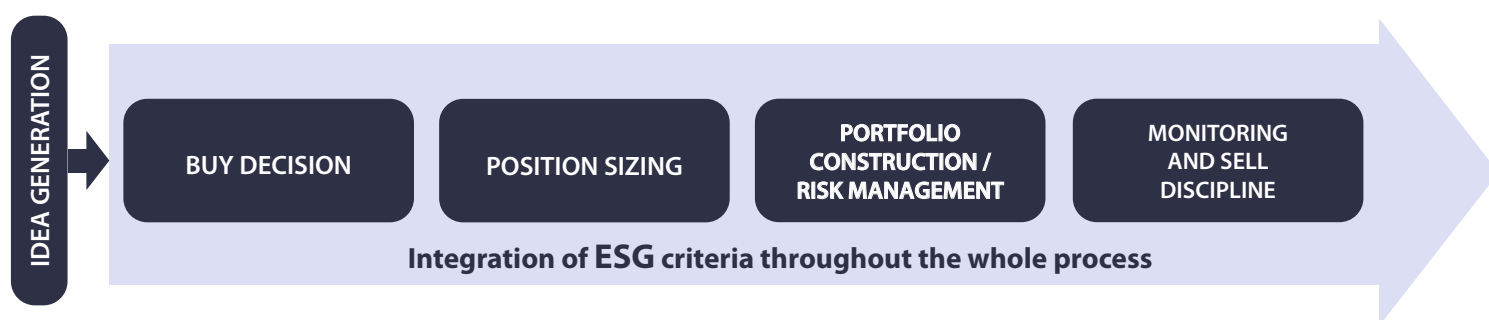 IDEA GENERATION
BUY DECISION
POSITION SIZING
PORTFOLIO
CONSTRUCTION /
RISK MANAGEMENT
MONITORING
AND SELL
DISCIPLINE
Integration of ESG criteria throughout the whole process